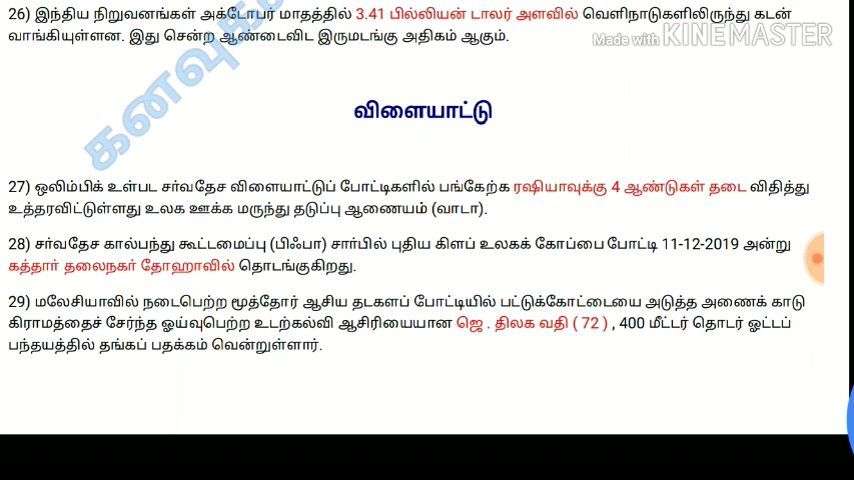 26) இந்திய நிறுவனங்கள் அக்டோபர் மாதத்தில் 3.41 பில்லியன் டாலர் அளவில் வெளிநாடுகளிலிருந்து கடன்
வாங்கியுள்ளன. இது சென்ற ஆண்டைவிட இருமடங்கு அதிகம் ஆகும்.
Made with KINEMASTER
விளையாட்டு
27) ஒலிம்பிக் உள்பட சர்வதேச விளையாட்டுப் போட்டிகளில் பங்கேற்க ரஷியாவுக்கு 4 ஆண்டுகள் தடை விதித்து
உத்தரவிட்டுள்ளது உலக ஊக்க மருந்து தடுப்பு ஆணையம் (வாடா).
28) சர்வதேச கால்பந்து கூட்டமைப்பு (பிஃபா) சார்பில் புதிய கிளப் உலகக் கோப்பை போட்டி 11-12-2019 அன்று
கத்தார் தலைநகர் தோஹாவில் தொடங்குகிறது.
29) மலேசியாவில் நடைபெற்ற மூத்தோர் ஆசிய தடகளப் போட்டியில் பட்டுக்கோட்டையை அடுத்த அணைக் காடு
கிராமத்தைச் சேர்ந்த ஓய்வுபெற்ற உடற்கல்வி ஆசிரியையான ஜெ . திலக வதி ( 72 ) , 400 மீட்டர் தொடர் ஓட்டப்
பந்தயத்தில் தங்கப் பதக்கம் வென்றுள்ளார்.